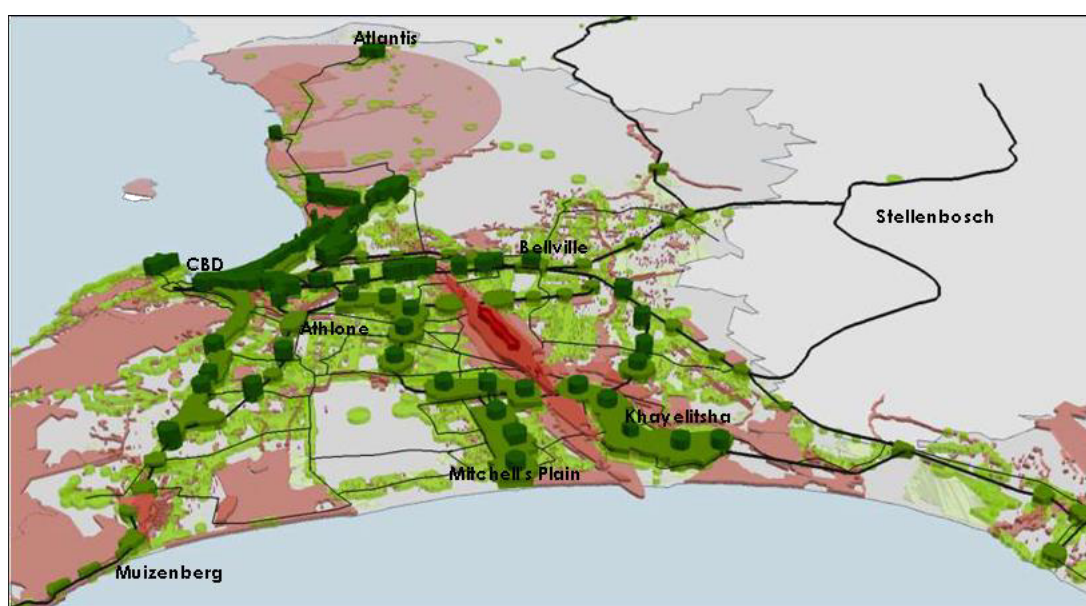 Atlantis
Stellenbosch
Bellville
CBD
Athlone
Khayelitsha
Mitchell's Plain
Muizenberg